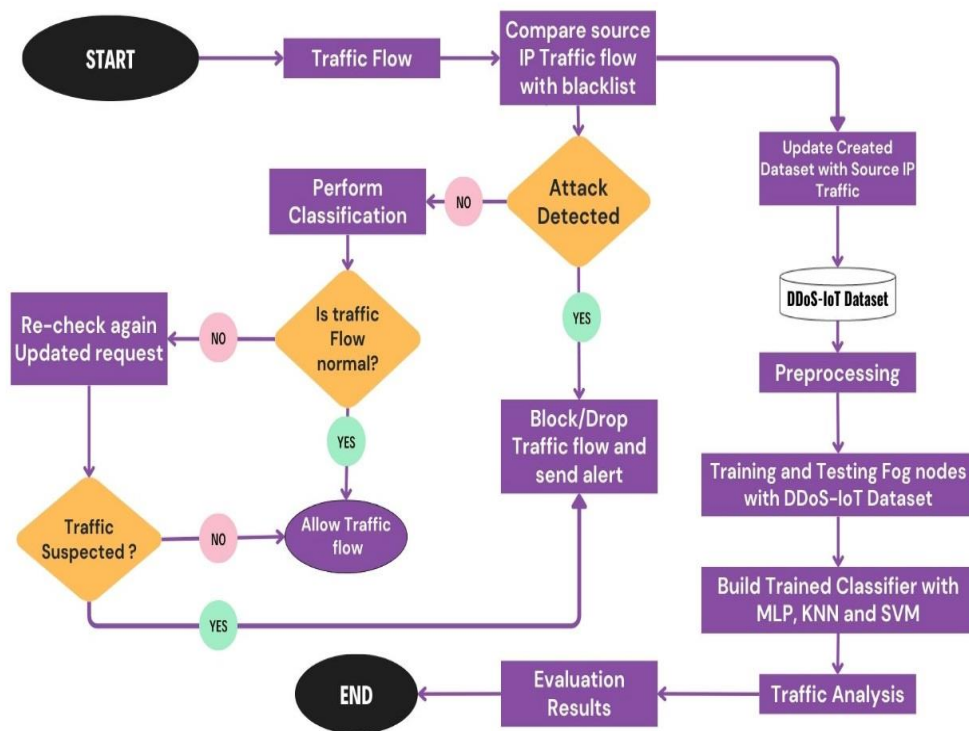 START
Traffic Flow
Compare source
IP Traffic flow
with blacklist
Update Created
Dataset with Source IP
Traffic
Attack
Detected
NO
Perform
Classification
YES
DDoS-IoT Dataset
Is traffic
Flow
normal?
NO
Re-check again
Updated request
YES
Preprocessing
Block/Drop
Traffic flow and
send alert
Training and Testing Fog nodes
with DDoS-IoT Dataset
Traffic
Suspected ?
NO
Allow Traffic
flow
YES
Build Trained Classifier with
MLP, KNN and SVM
Traffic Analysis
Evaluation
Results
END